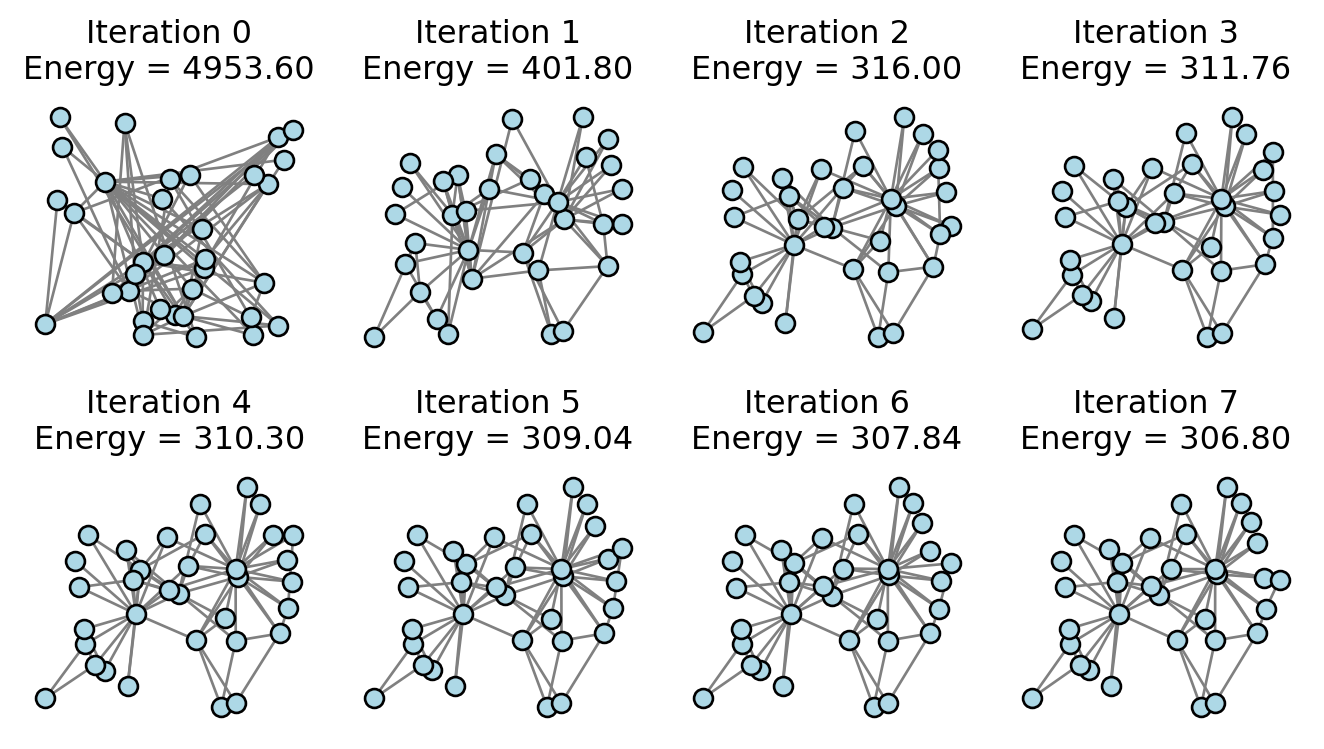 Iteration 0
Energy = 4953.60
Iteration 1
Energy = 401.80
Iteration 2
Energy = 316.00
Iteration 3
Energy = 311.76
Iteration 4
Energy = 310.30
Iteration 5
Energy = 309.04
Iteration 6
Energy = 307.84
Iteration 7
Energy = 306.80